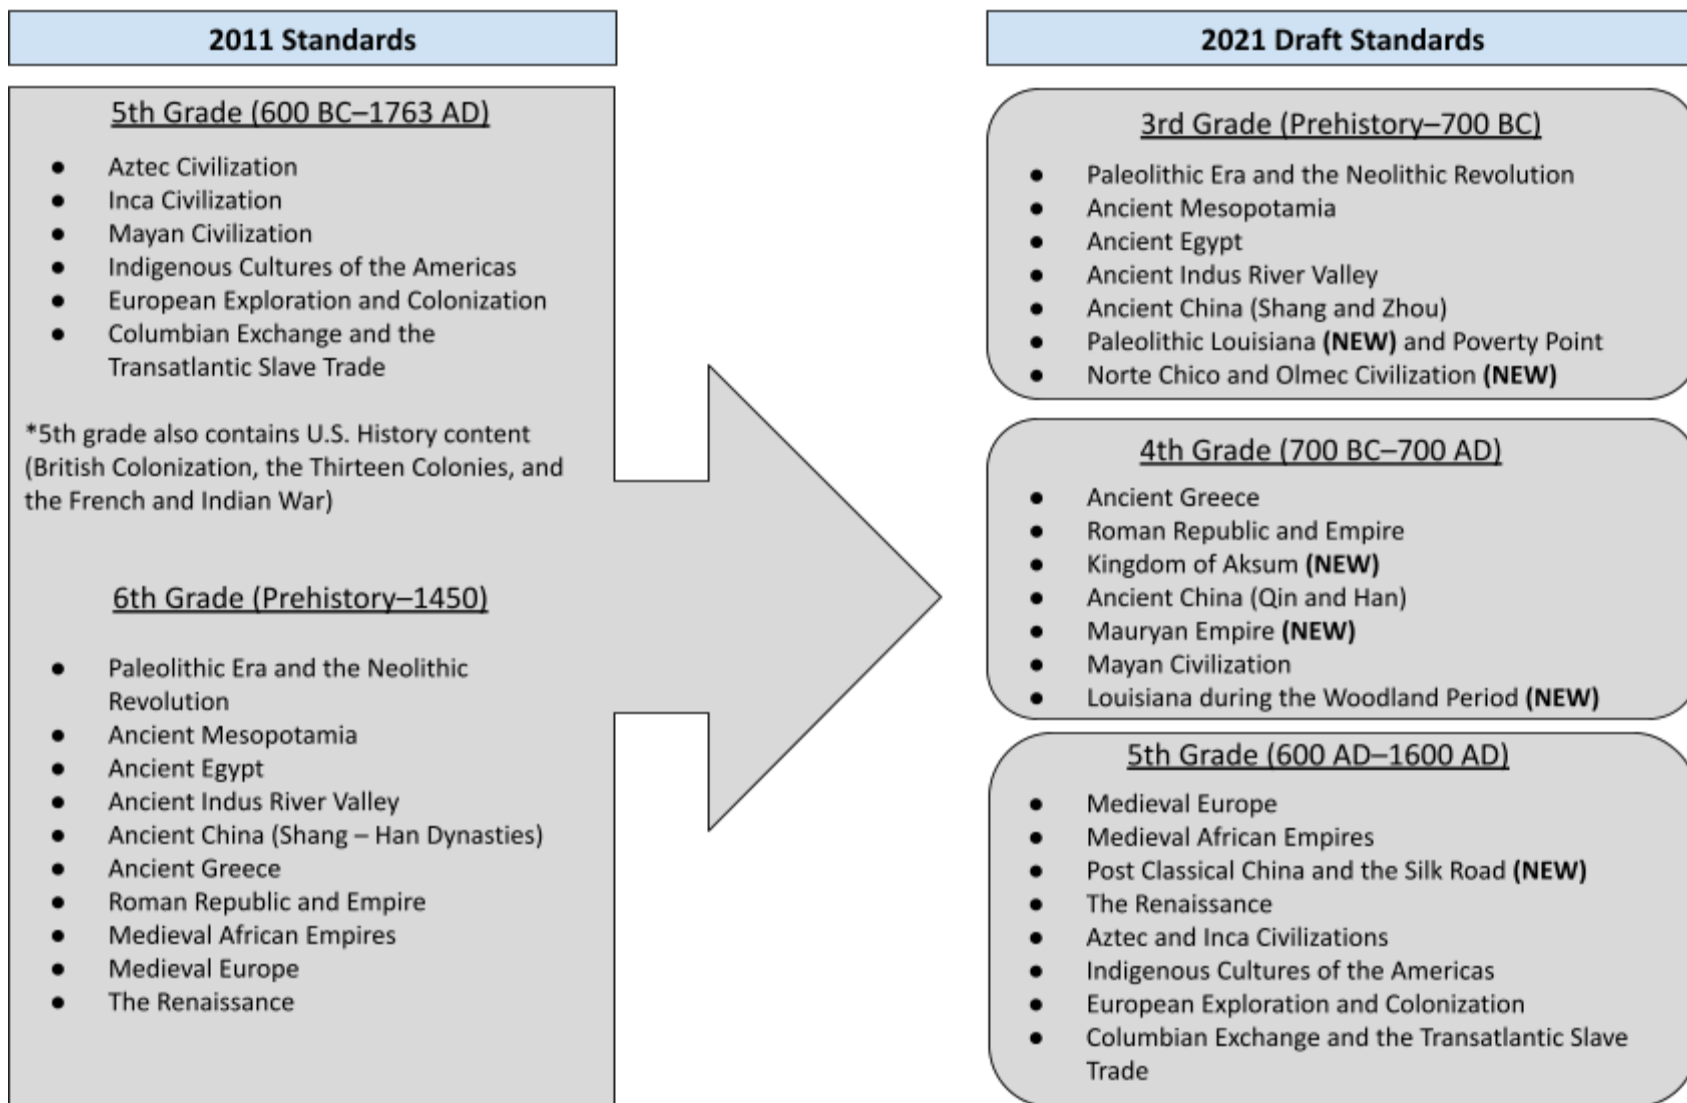 2011 Standards
5th Grade (600 BC–1763 AD)
● Aztec Civilization
● Inca Civilization
● Mayan Civilization
● Indigenous Cultures of the Americas
● European Exploration and Colonization
● Columbian Exchange and the
Transatlantic Slave Trade
*5th grade also contains U.S. History content
(British Colonization, the Thirteen Colonies, and
the French and Indian War)
6th Grade (Prehistory–1450)
● Paleolithic Era and the Neolithic
Revolution
● Ancient Mesopotamia
● Ancient Egypt
● Ancient Indus River Valley
● Ancient China (Shang – Han Dynasties)
● Ancient Greece
● Roman Republic and Empire
● Medieval African Empires
● Medieval Europe
● The Renaissance
2021 Draft Standards
3rd Grade (Prehistory–700 BC)
● Paleolithic Era and the Neolithic Revolution
● Ancient Mesopotamia
● Ancient Egypt
● Ancient Indus River Valley
● Ancient China (Shang and Zhou)
● Paleolithic Louisiana (NEW) and Poverty Point
● Norte Chico and Olmec Civilization (NEW)
4th Grade (700 BC–700 AD)
● Ancient Greece
● Roman Republic and Empire
● Kingdom of Aksum (NEW)
● Ancient China (Qin and Han)
● Mauryan Empire (NEW)
● Mayan Civilization
● Louisiana during the Woodland Period (NEW)
5th Grade (600 AD–1600 AD)
● Medieval Europe
● Medieval African Empires
● Post Classical China and the Silk Road (NEW)
● The Renaissance
● Aztec and Inca Civilizations
● Indigenous Cultures of the Americas
● European Exploration and Colonization
● Columbian Exchange and the Transatlantic Slave
Trade